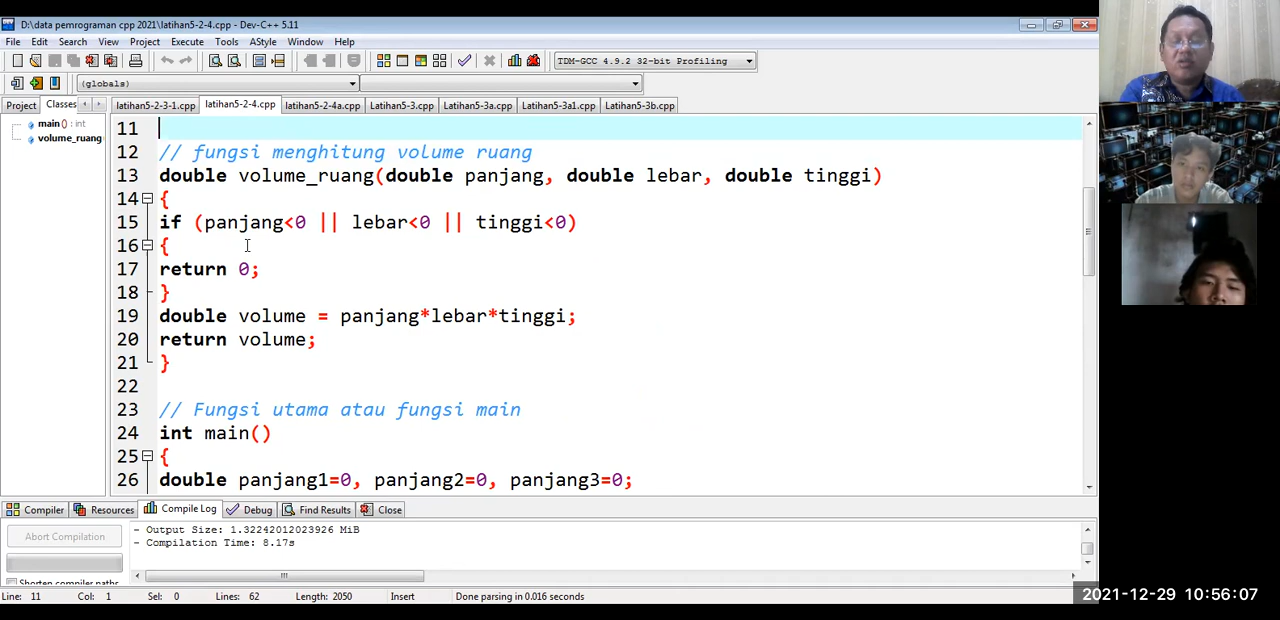 D:\data pemrograman cpp 2021\latihan5-2-4.cpp - Dev-C++ 5.11
File Edit Search View Project Execute Tools AStyle Window Help
TDM-GCC 4.9.2 32-bit Profiling
(globals)
Project Classes latihan5-2-3-1.cpp latihan5-2-4.cpp latihan5-2-4a.cpp Latihan5-3.cpp Latihan5-3a.cpp Latihan5-3a1.cpp Latihan5-3b.cpp
main() : int
volume_ruang
11
12 // fungsi menghitung volume ruang
13 double volume_ruang(double panjang, double lebar, double tinggi)
14 {
15 if (panjang<0 || lebar<0 || tinggi<0)
16 {
17 return 0;
18 }
19 double volume = panjang*lebar*tinggi;
20 return volume;
21 }
22
23 // Fungsi utama atau fungsi main
24 int main()
25 {
26 double panjang1=0, panjang2=0, panjang3=0;
Compiler Resources Compile Log Debug Find Results Close
Abort Compilation
- Output Size: 1.32242012023926 MiB
- Compilation Time: 8.17s
Shorten compiler paths
Line: 11 Col: 1 Sel: 0 Lines: 62 Length: 2050 Insert Done parsing in 0.016 seconds
2021-12-29 10:56:07